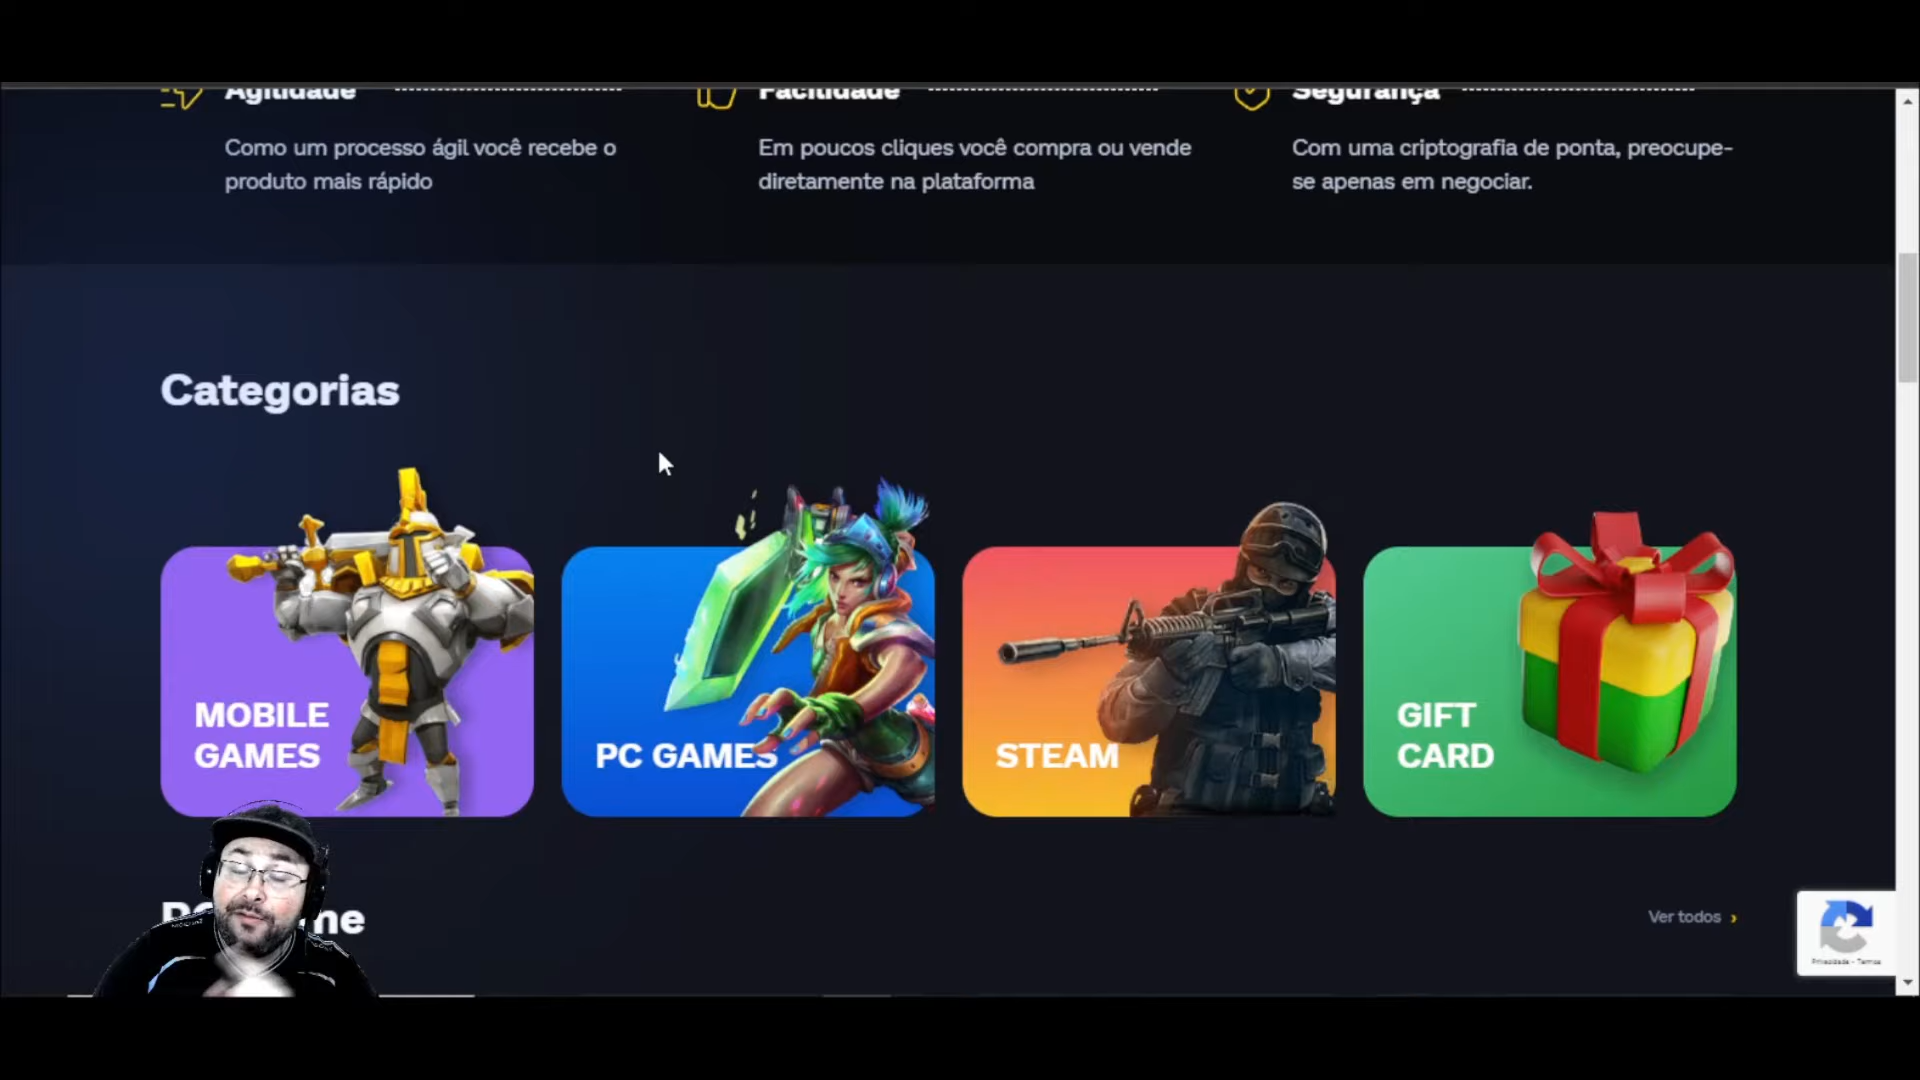 Agilidade
Facilidade
Segurança
Como um processo ágil você recebe o
produto mais rápido
Em poucos cliques você compra ou vende
diretamente na plataforma
Com uma criptografia de ponta, preocupe-
se apenas em negociar.
Categorias
MOBILE
GAMES
PC GAMES
STEAM
GIFT
CARD
Ver todos ›
Privacidade - Termos